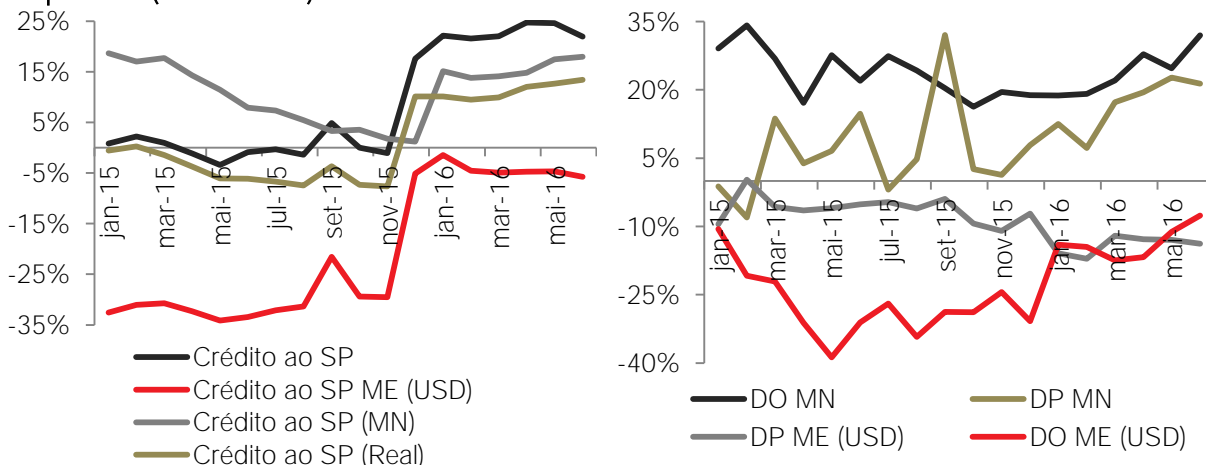 25%
15%
5%
-5%
-15%
-25%
-35%
jan-15
mar-15
mai-15
jul-15
set-15
nov-15
jan-16
mar-16
mai-16
Crédito ao SP
Crédito ao SP ME (USD)
Crédito ao SP (MN)
Crédito ao SP (Real)
35%
20%
5%
-10%
-25%
-40%
jan-15
mar-15
mai-15
jul-15
set-15
nov-15
jan-16
mar-16
mai-16
DO MN
DP MN
DP ME (USD)
DO ME (USD)